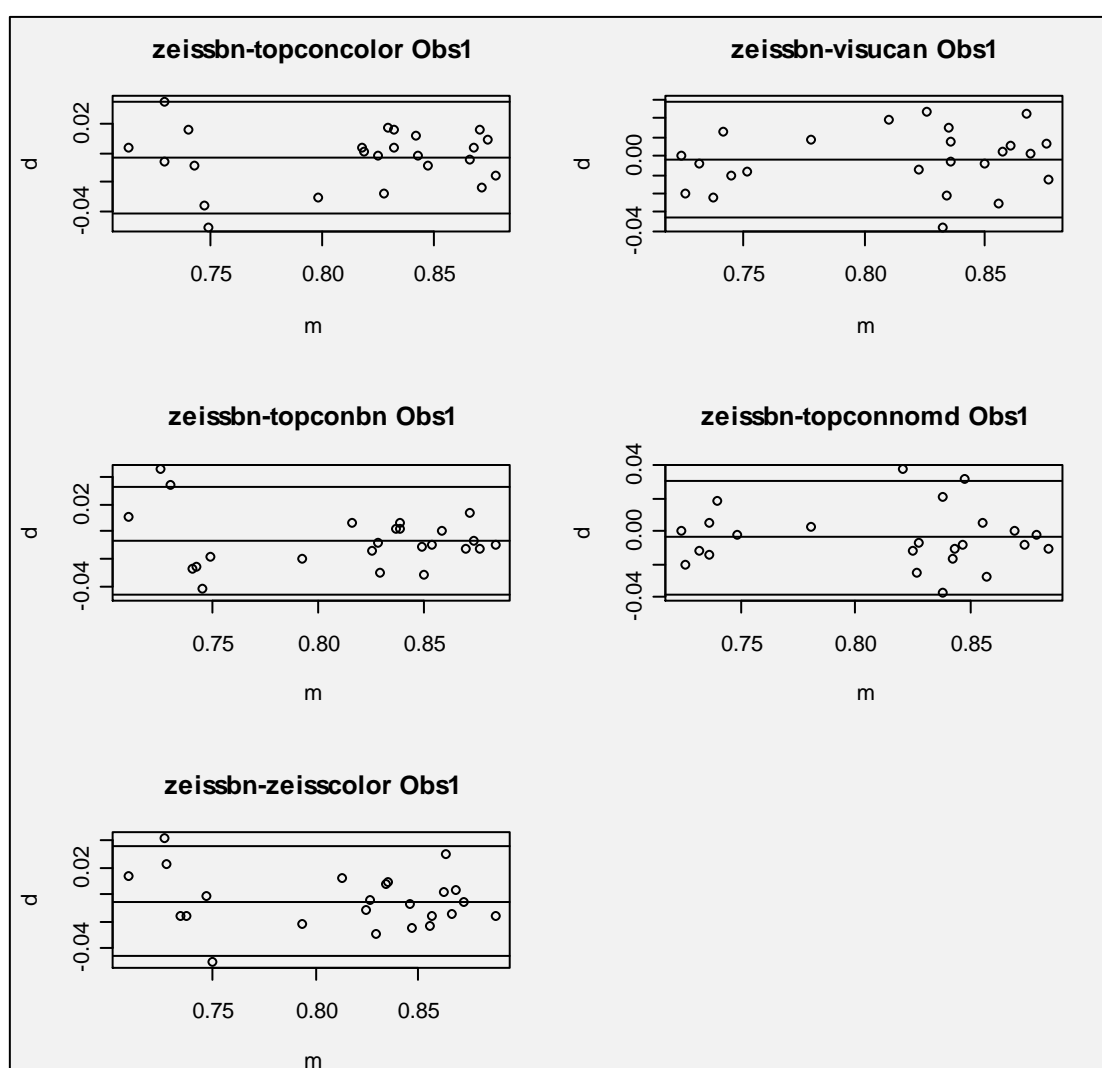 zeissbn-topconcolor Obs1
d
0.02
-0.04
0.75 0.80 0.85
m
zeissbn-visucan Obs1
d
0.00
-0.04
0.75 0.80 0.85
m
zeissbn-topconbn Obs1
d
0.02
-0.04
0.75 0.80 0.85
m
zeissbn-topconnomd Obs1
d
0.04
0.00
-0.04
0.75 0.80 0.85
m
zeissbn-zeisscolor Obs1
d
0.02
-0.04
0.75 0.80 0.85
m